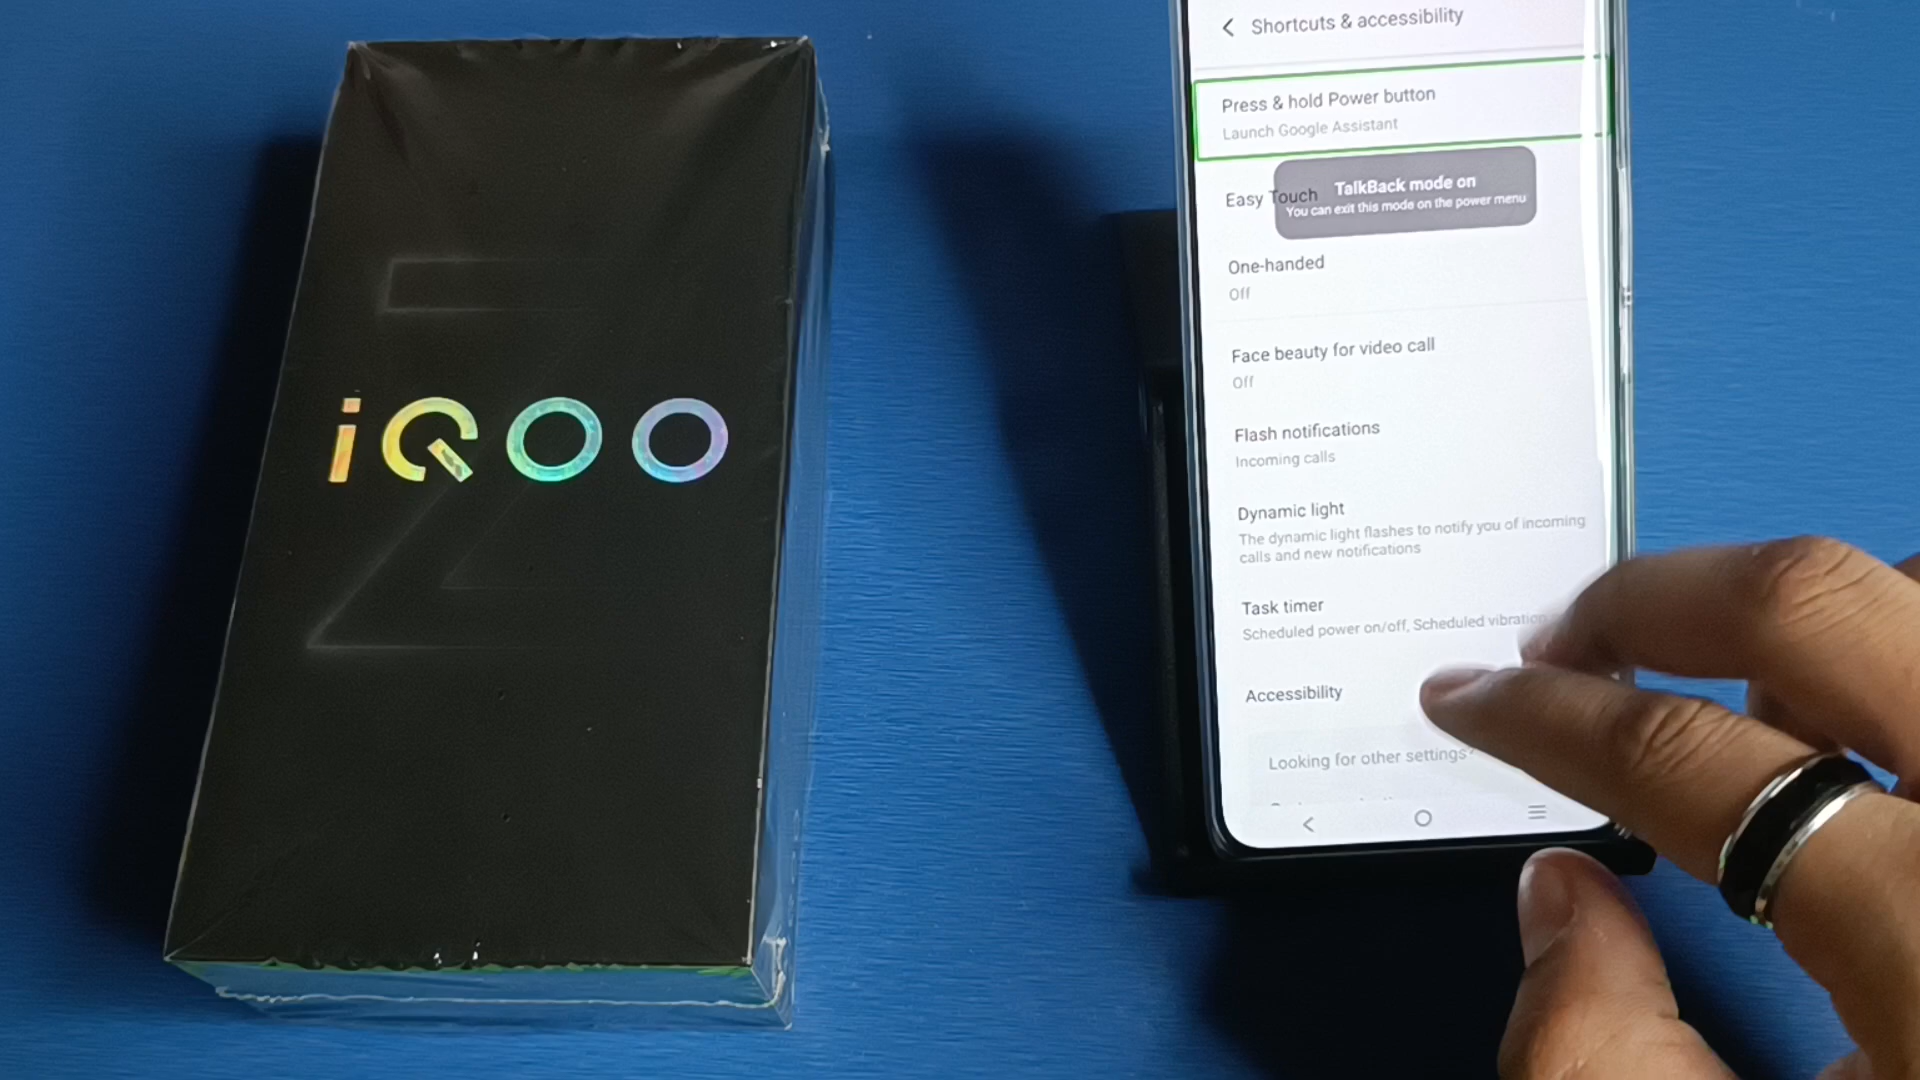 iQOO
Shortcuts & accessibility
Press & hold Power button
Launch Google Assistant
Easy Touch
TalkBack mode on
You can exit this mode on the power menu
One-handed
Off
Face beauty for video call
Off
Flash notifications
Incoming calls
Dynamic light
The dynamic light flashes to notify you of incoming
calls and new notifications
Task timer
Scheduled power on/off, Scheduled vibration
Accessibility
Looking for other settings?